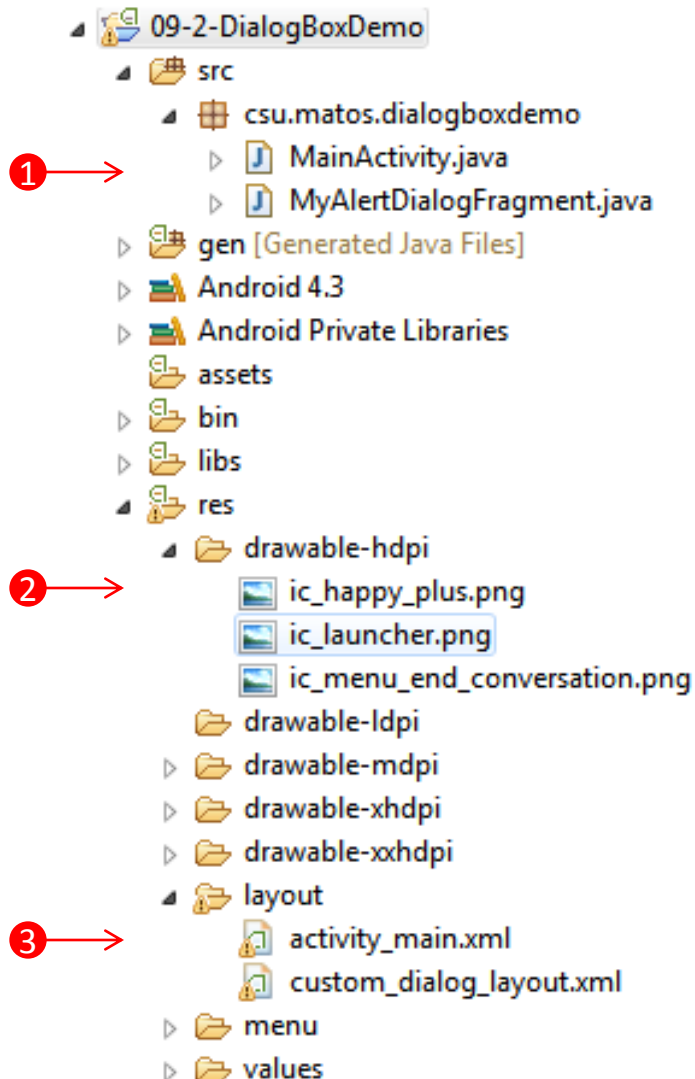 09-2-DialogBoxDemo
src
csu.matos.dialogboxdemo
1
MainActivity.java
MyAlertDialogFragment.java
gen [Generated Java Files]
Android 4.3
Android Private Libraries
assets
bin
libs
res
drawable-hdpi
2
ic_happy_plus.png
ic_launcher.png
ic_menu_end_conversation.png
drawable-ldpi
drawable-mdpi
drawable-xhdpi
drawable-xxhdpi
layout
3
activity_main.xml
custom_dialog_layout.xml
menu
values